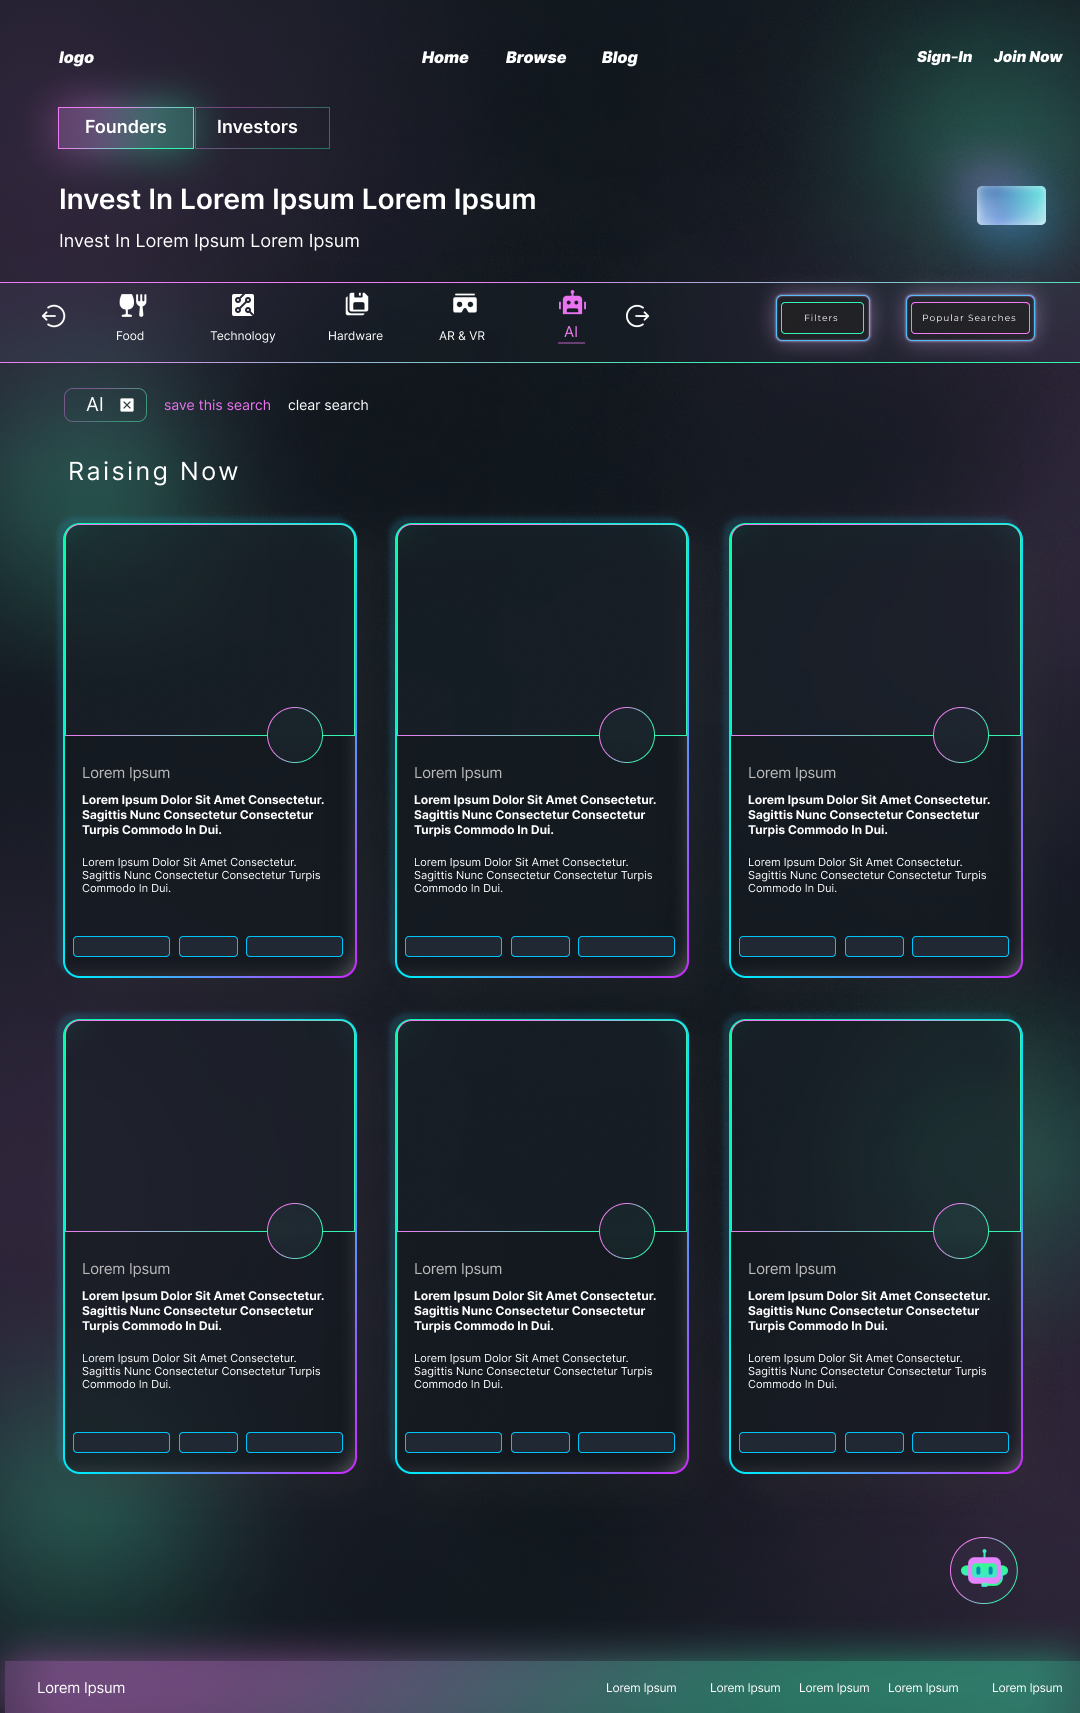 logo
Home Browse Blog
Sign-In Join Now
Founders Investors
Invest In Lorem Ipsum Lorem Ipsum
Invest In Lorem Ipsum Lorem Ipsum
Food Technology Hardware AR & VR AI
Filters Popular Searches
AI save this search clear search
Raising Now
Lorem Ipsum
Lorem Ipsum Dolor Sit Amet Consectetur.
Sagittis Nunc Consectetur Consectetur
Turpis Commodo In Dui.
Lorem Ipsum Dolor Sit Amet Consectetur.
Sagittis Nunc Consectetur Consectetur Turpis
Commodo In Dui.
Lorem Ipsum
Lorem Ipsum Dolor Sit Amet Consectetur.
Sagittis Nunc Consectetur Consectetur
Turpis Commodo In Dui.
Lorem Ipsum Dolor Sit Amet Consectetur.
Sagittis Nunc Consectetur Consectetur Turpis
Commodo In Dui.
Lorem Ipsum
Lorem Ipsum Dolor Sit Amet Consectetur.
Sagittis Nunc Consectetur Consectetur
Turpis Commodo In Dui.
Lorem Ipsum Dolor Sit Amet Consectetur.
Sagittis Nunc Consectetur Consectetur Turpis
Commodo In Dui.
Lorem Ipsum
Lorem Ipsum Dolor Sit Amet Consectetur.
Sagittis Nunc Consectetur Consectetur
Turpis Commodo In Dui.
Lorem Ipsum Dolor Sit Amet Consectetur.
Sagittis Nunc Consectetur Consectetur Turpis
Commodo In Dui.
Lorem Ipsum
Lorem Ipsum Dolor Sit Amet Consectetur.
Sagittis Nunc Consectetur Consectetur
Turpis Commodo In Dui.
Lorem Ipsum Dolor Sit Amet Consectetur.
Sagittis Nunc Consectetur Consectetur Turpis
Commodo In Dui.
Lorem Ipsum
Lorem Ipsum Dolor Sit Amet Consectetur.
Sagittis Nunc Consectetur Consectetur
Turpis Commodo In Dui.
Lorem Ipsum Dolor Sit Amet Consectetur.
Sagittis Nunc Consectetur Consectetur Turpis
Commodo In Dui.
Lorem Ipsum
Lorem Ipsum Lorem Ipsum Lorem Ipsum Lorem Ipsum Lorem Ipsum